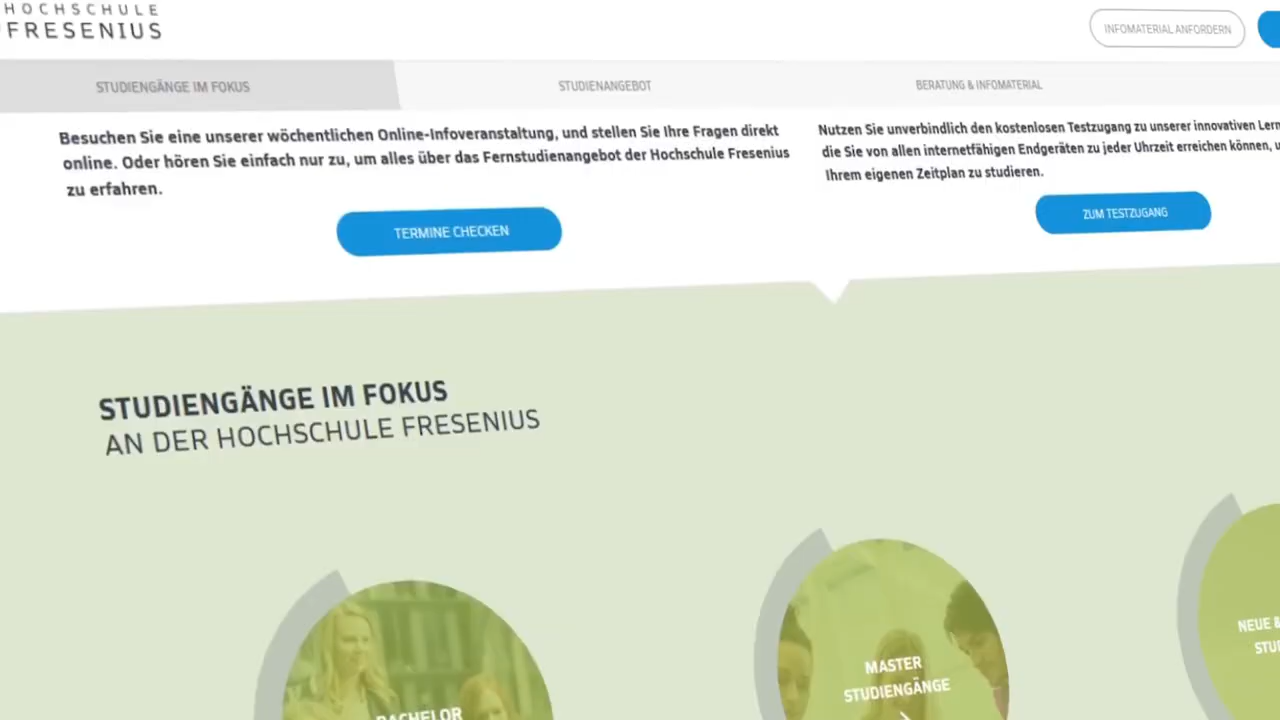 HOCHSCHULE
FRESENIUS
INFOMATERIAL ANFORDERN
STUDIENGÄNGE IM FOKUS
STUDIENANGEBOT
BERATUNG & INFOMATERIAL
Besuchen Sie eine unserer wöchentlichen Online-Infoveranstaltung, und stellen Sie Ihre Fragen direkt
online. Oder hören Sie einfach nur zu, um alles über das Fernstudienangebot der Hochschule Fresenius
zu erfahren.
TERMINE CHECKEN
Nutzen Sie unverbindlich den kostenlosen Testzugang zu unserer innovativen
die Sie von allen internetfähigen Endgeräten zu jeder Uhrzeit erreichen können,
Ihrem eigenen Zeitplan zu studieren.
ZUM TESTZUGANG
STUDIENGÄNGE IM FOKUS
AN DER HOCHSCHULE FRESENIUS
BACHELOR
MASTER
STUDIENGÄNGE
NEUE &